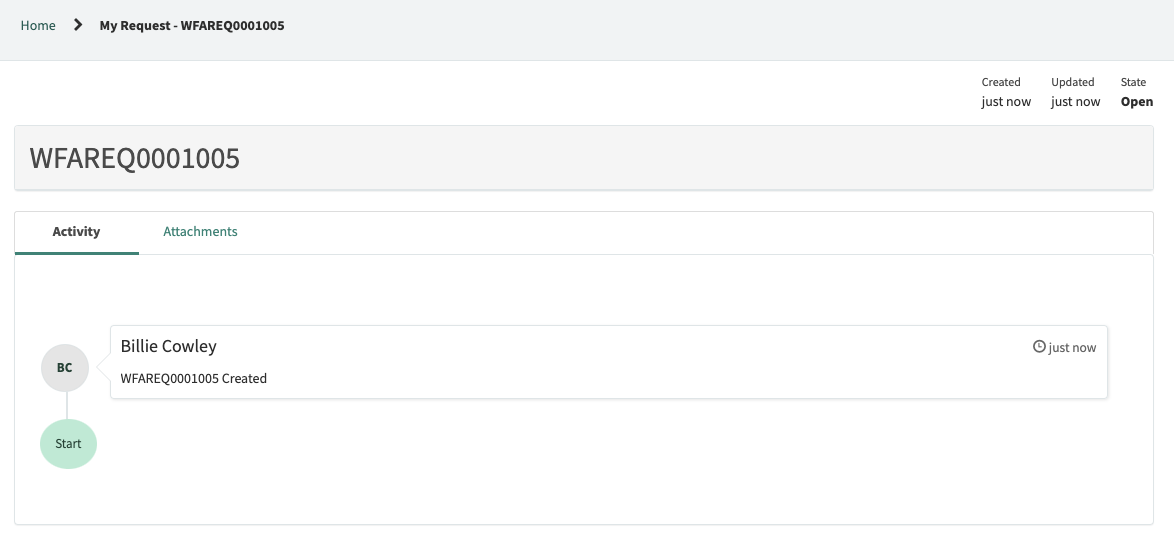 Home My Request - WFAREQ0001005
Created Updated State
just now just now Open
WFAREQ0001005
Activity Attachments
BC
Billie Cowley just now
WFAREQ0001005 Created
Start